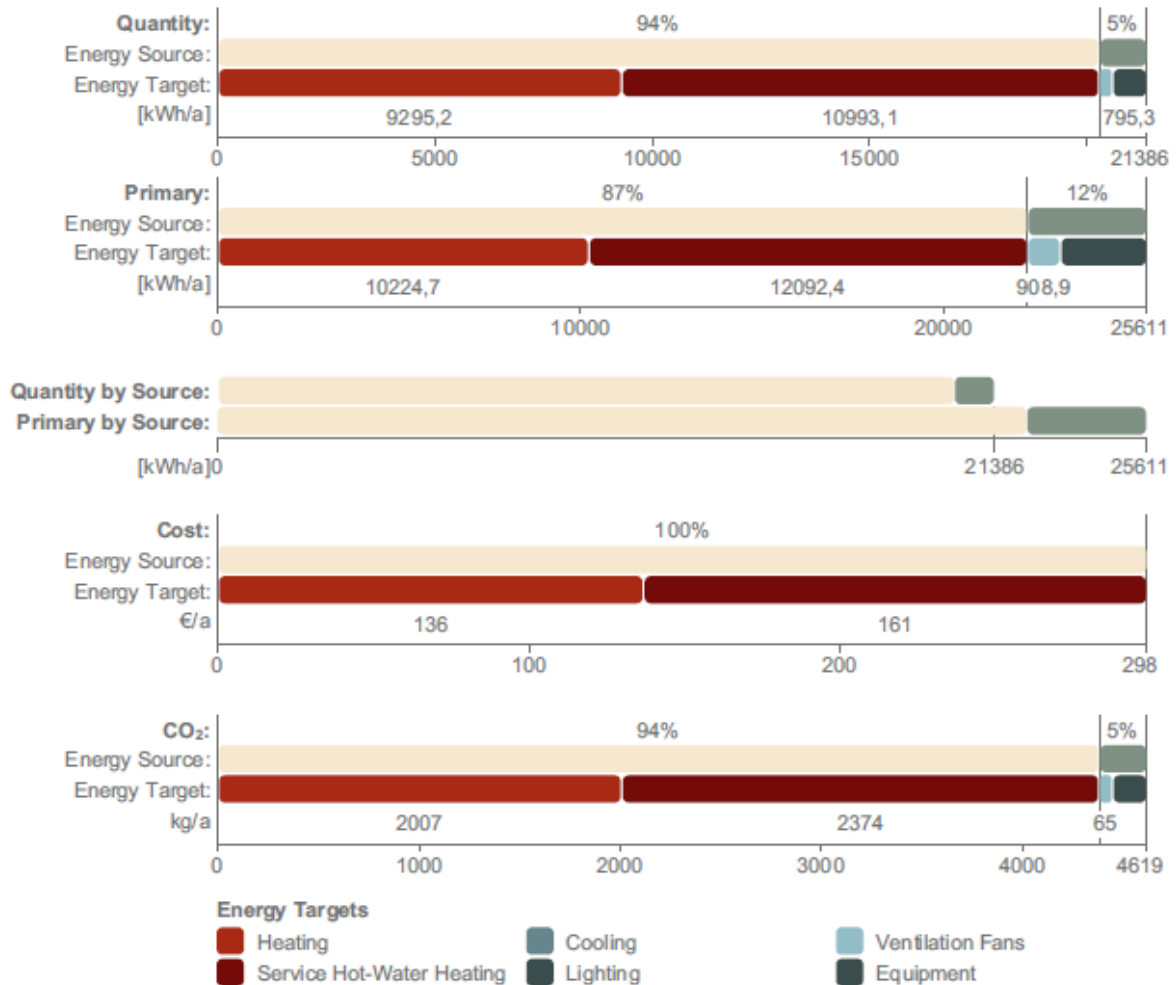 Quantity: 94% 5%
Energy Source:
Energy Target:
[kWh/a] 9295,2 10993,1 795,3
0 5000 10000 15000 21386
Primary: 87% 12%
Energy Source:
Energy Target:
[kWh/a] 10224,7 12092,4 908,9
0 10000 20000 25611
Quantity by Source:
Primary by Source:
[kWh/a]0 21386 25611
Cost: 100%
Energy Source:
Energy Target:
€/a 136 161
0 100 200 298
CO₂: 94% 5%
Energy Source:
Energy Target:
kg/a 2007 2374 65
0 1000 2000 3000 4000 4619
Energy Targets
Heating Cooling Ventilation Fans
Service Hot-Water Heating Lighting Equipment